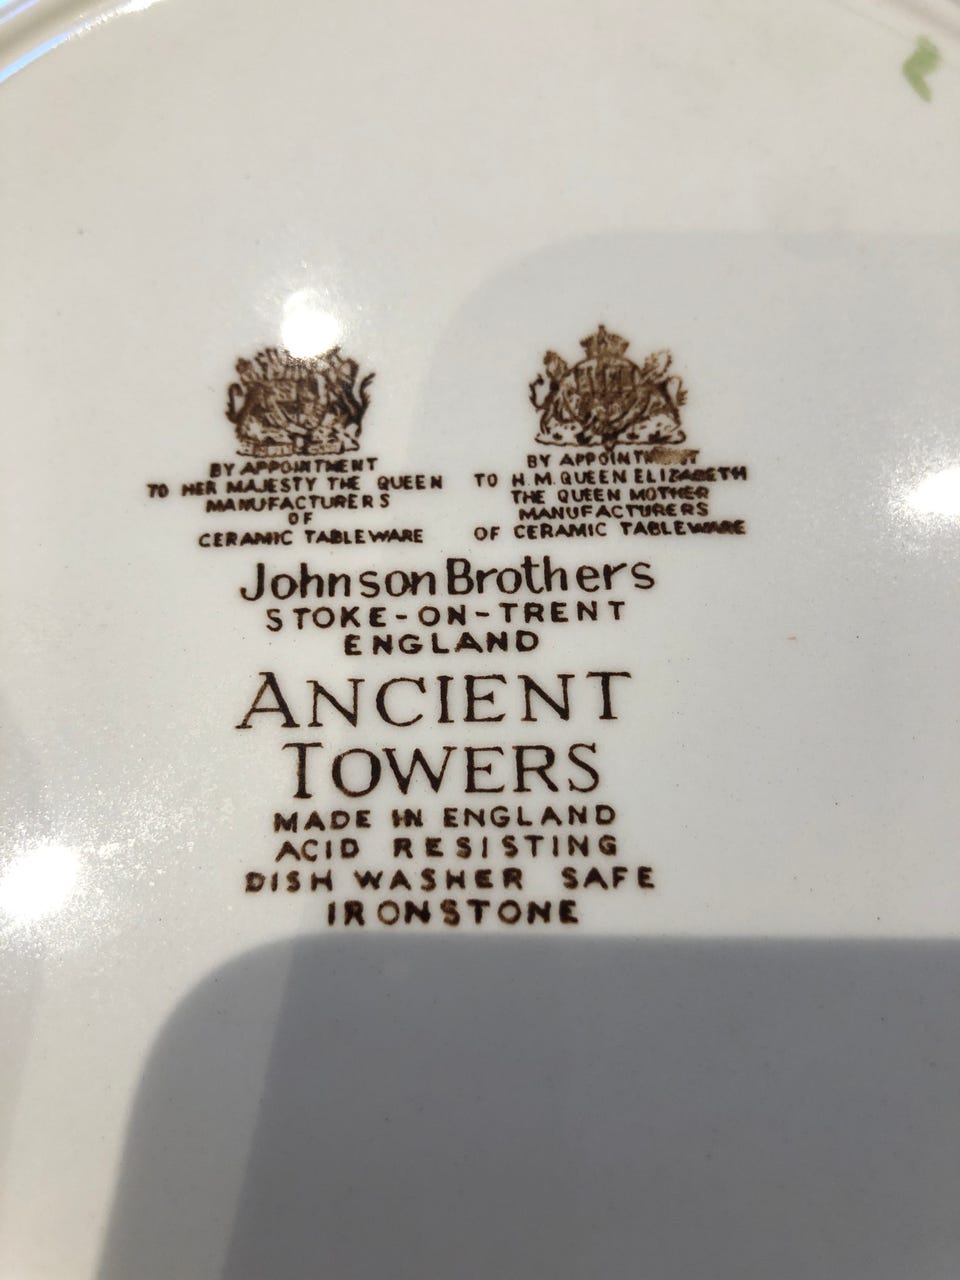 BY APPOINTMENT
TO HER MAJESTY THE QUEEN
MANUFACTURERS
OF
CERAMIC TABLEWARE
BY APPOINTMENT
TO H.M. QUEEN ELIZABETH
THE QUEEN MOTHER
MANUFACTURERS
OF CERAMIC TABLEWARE
Johnson Brothers
STOKE-ON-TRENT
ENGLAND
ANCIENT
TOWERS
MADE IN ENGLAND
ACID RESISTING
DISH WASHER SAFE
IRONSTONE